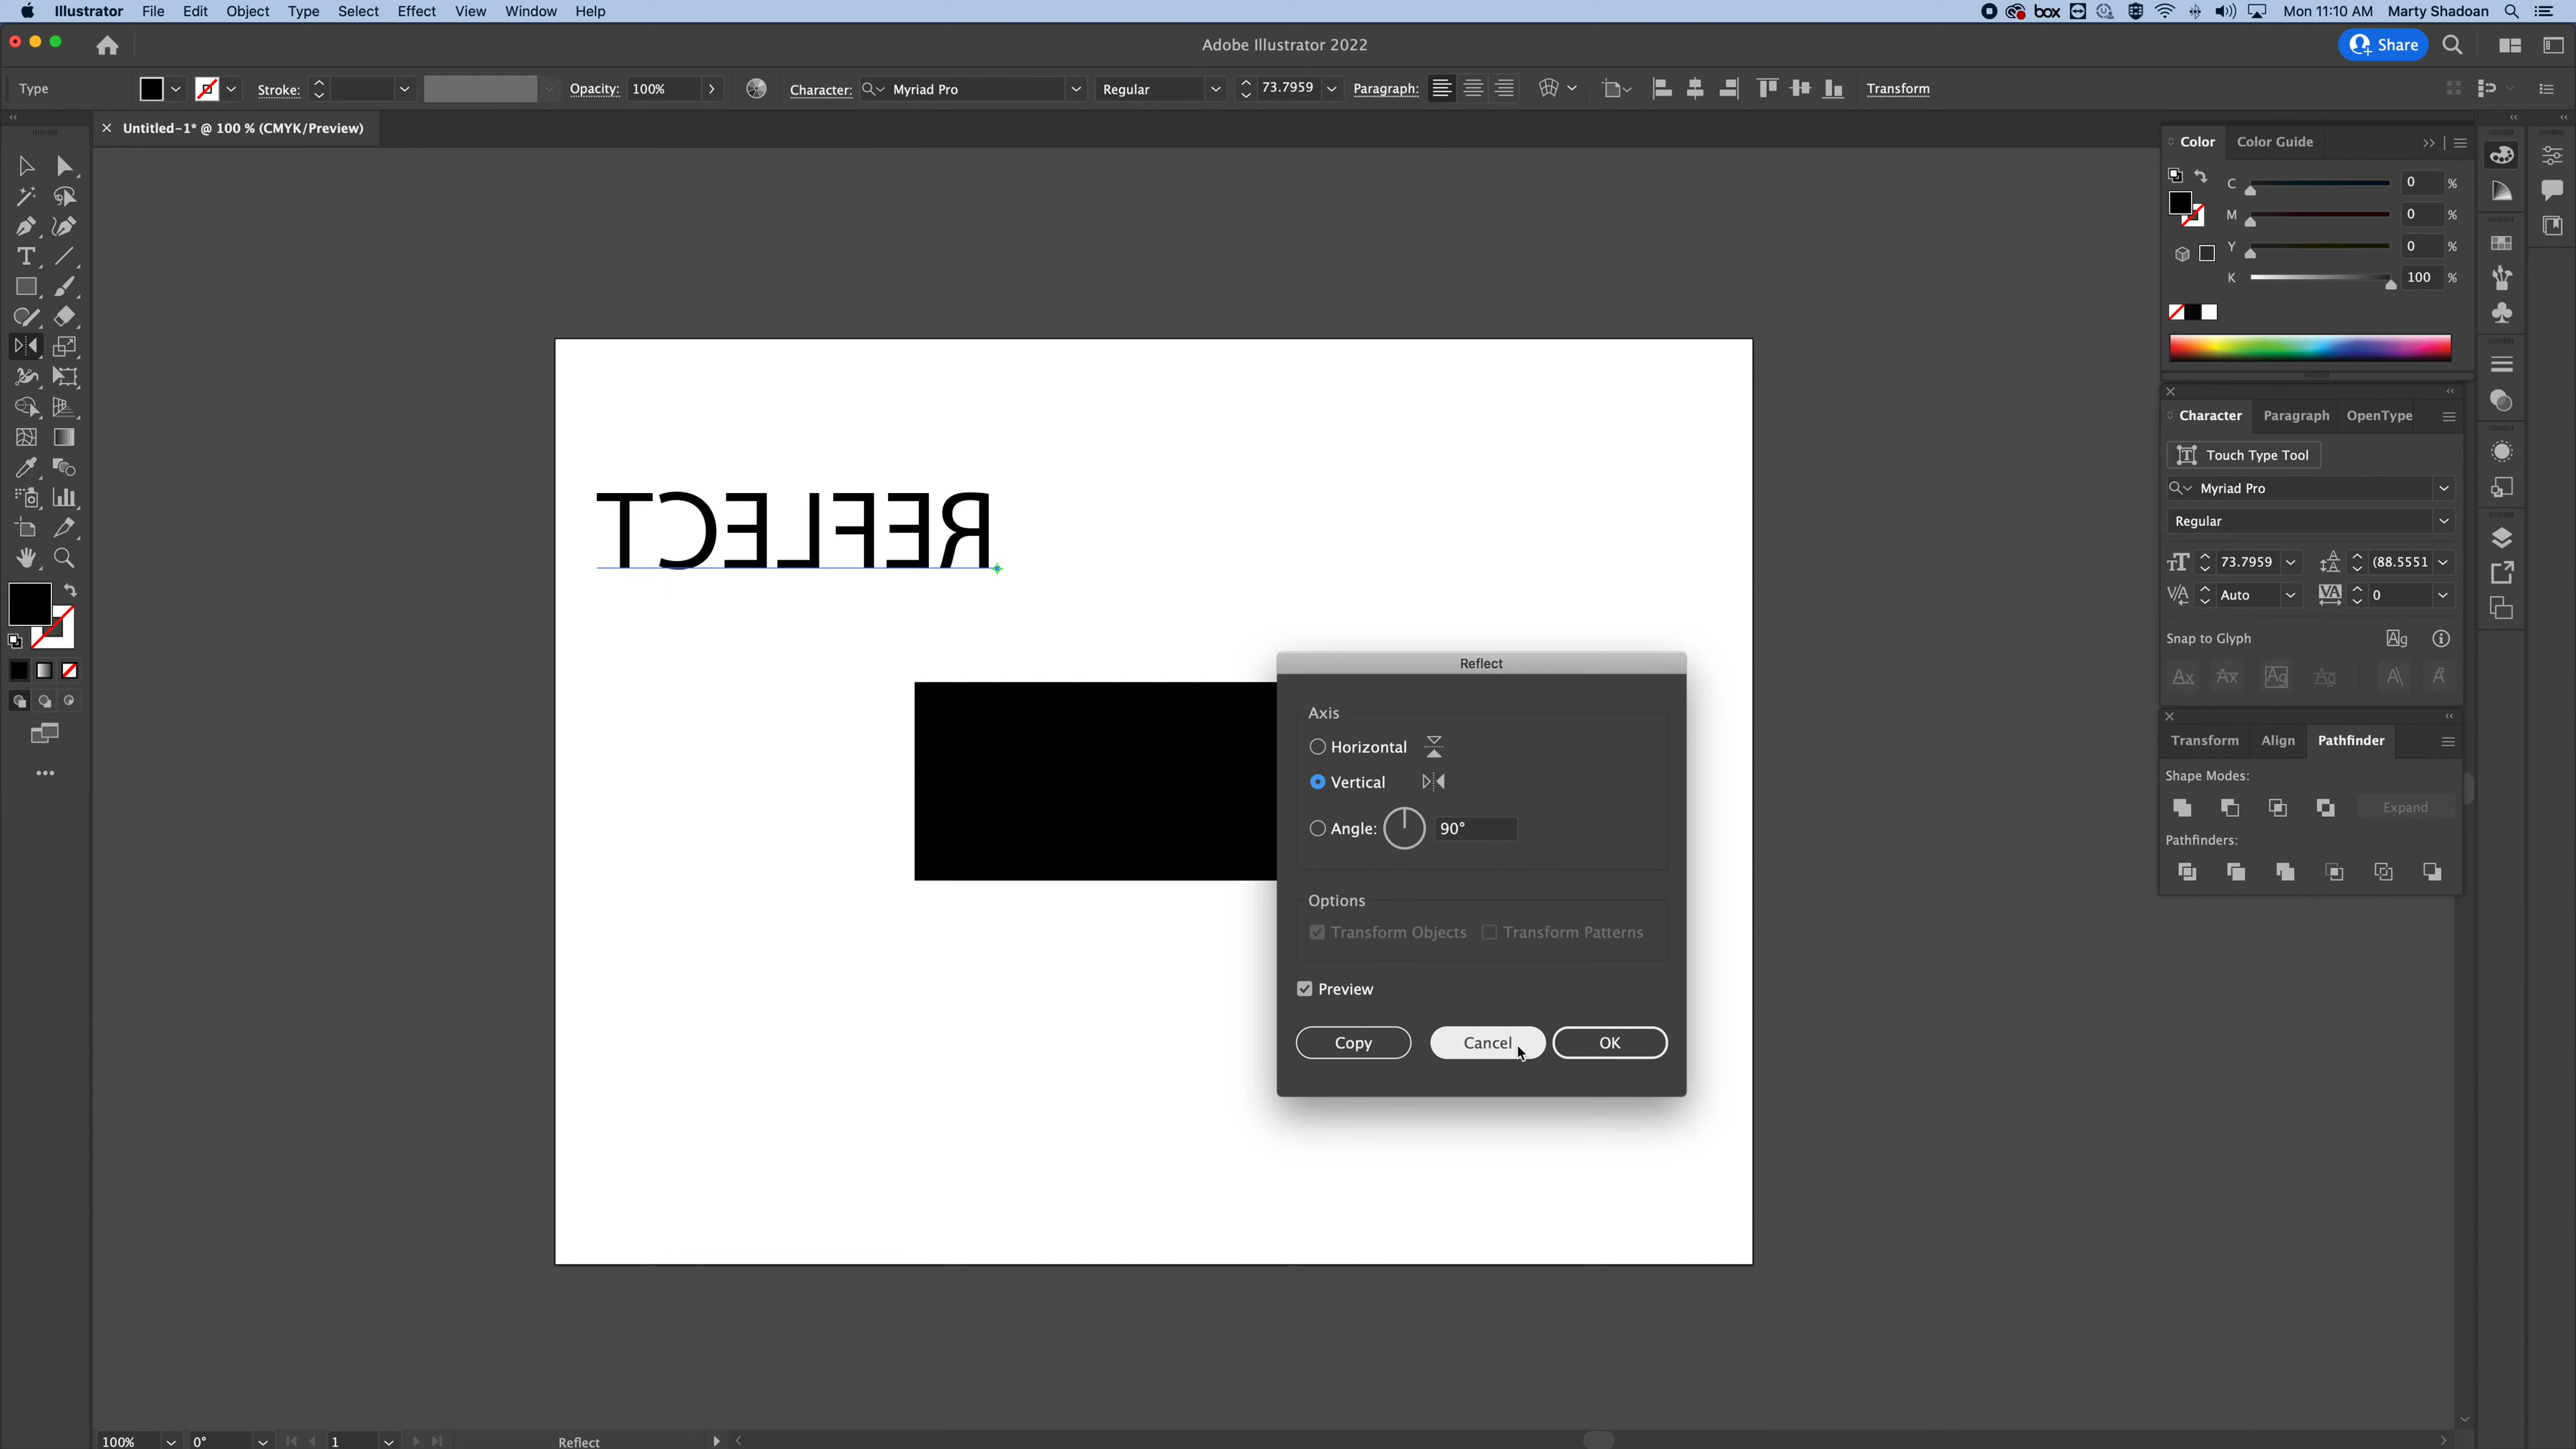 Illustrator File Edit Object Type Select Effect View Window Help box Mon 11:10 AM Marty Shadoan
Adobe Illustrator 2022 Share
Type Stroke: Opacity: 100% Character: Myriad Pro Regular 73.7959 Paragraph: Transform
Untitled-1* @ 100 % (CMYK/Preview)
Color Color Guide
C 0 %
M 0 %
Y 0 %
K 100 %
Character Paragraph OpenType
Touch Type Tool
Myriad Pro
Regular
73.7959 (88.5551
Auto 0
Snap to Glyph
Transform Align Pathfinder
Shape Modes:
Expand
Pathfinders:
REFLECT
Reflect
Axis
Horizontal
Vertical
Angle: 90°
Options
Transform Objects Transform Patterns
Preview
Copy Cancel OK
100% 0° 1 Reflect